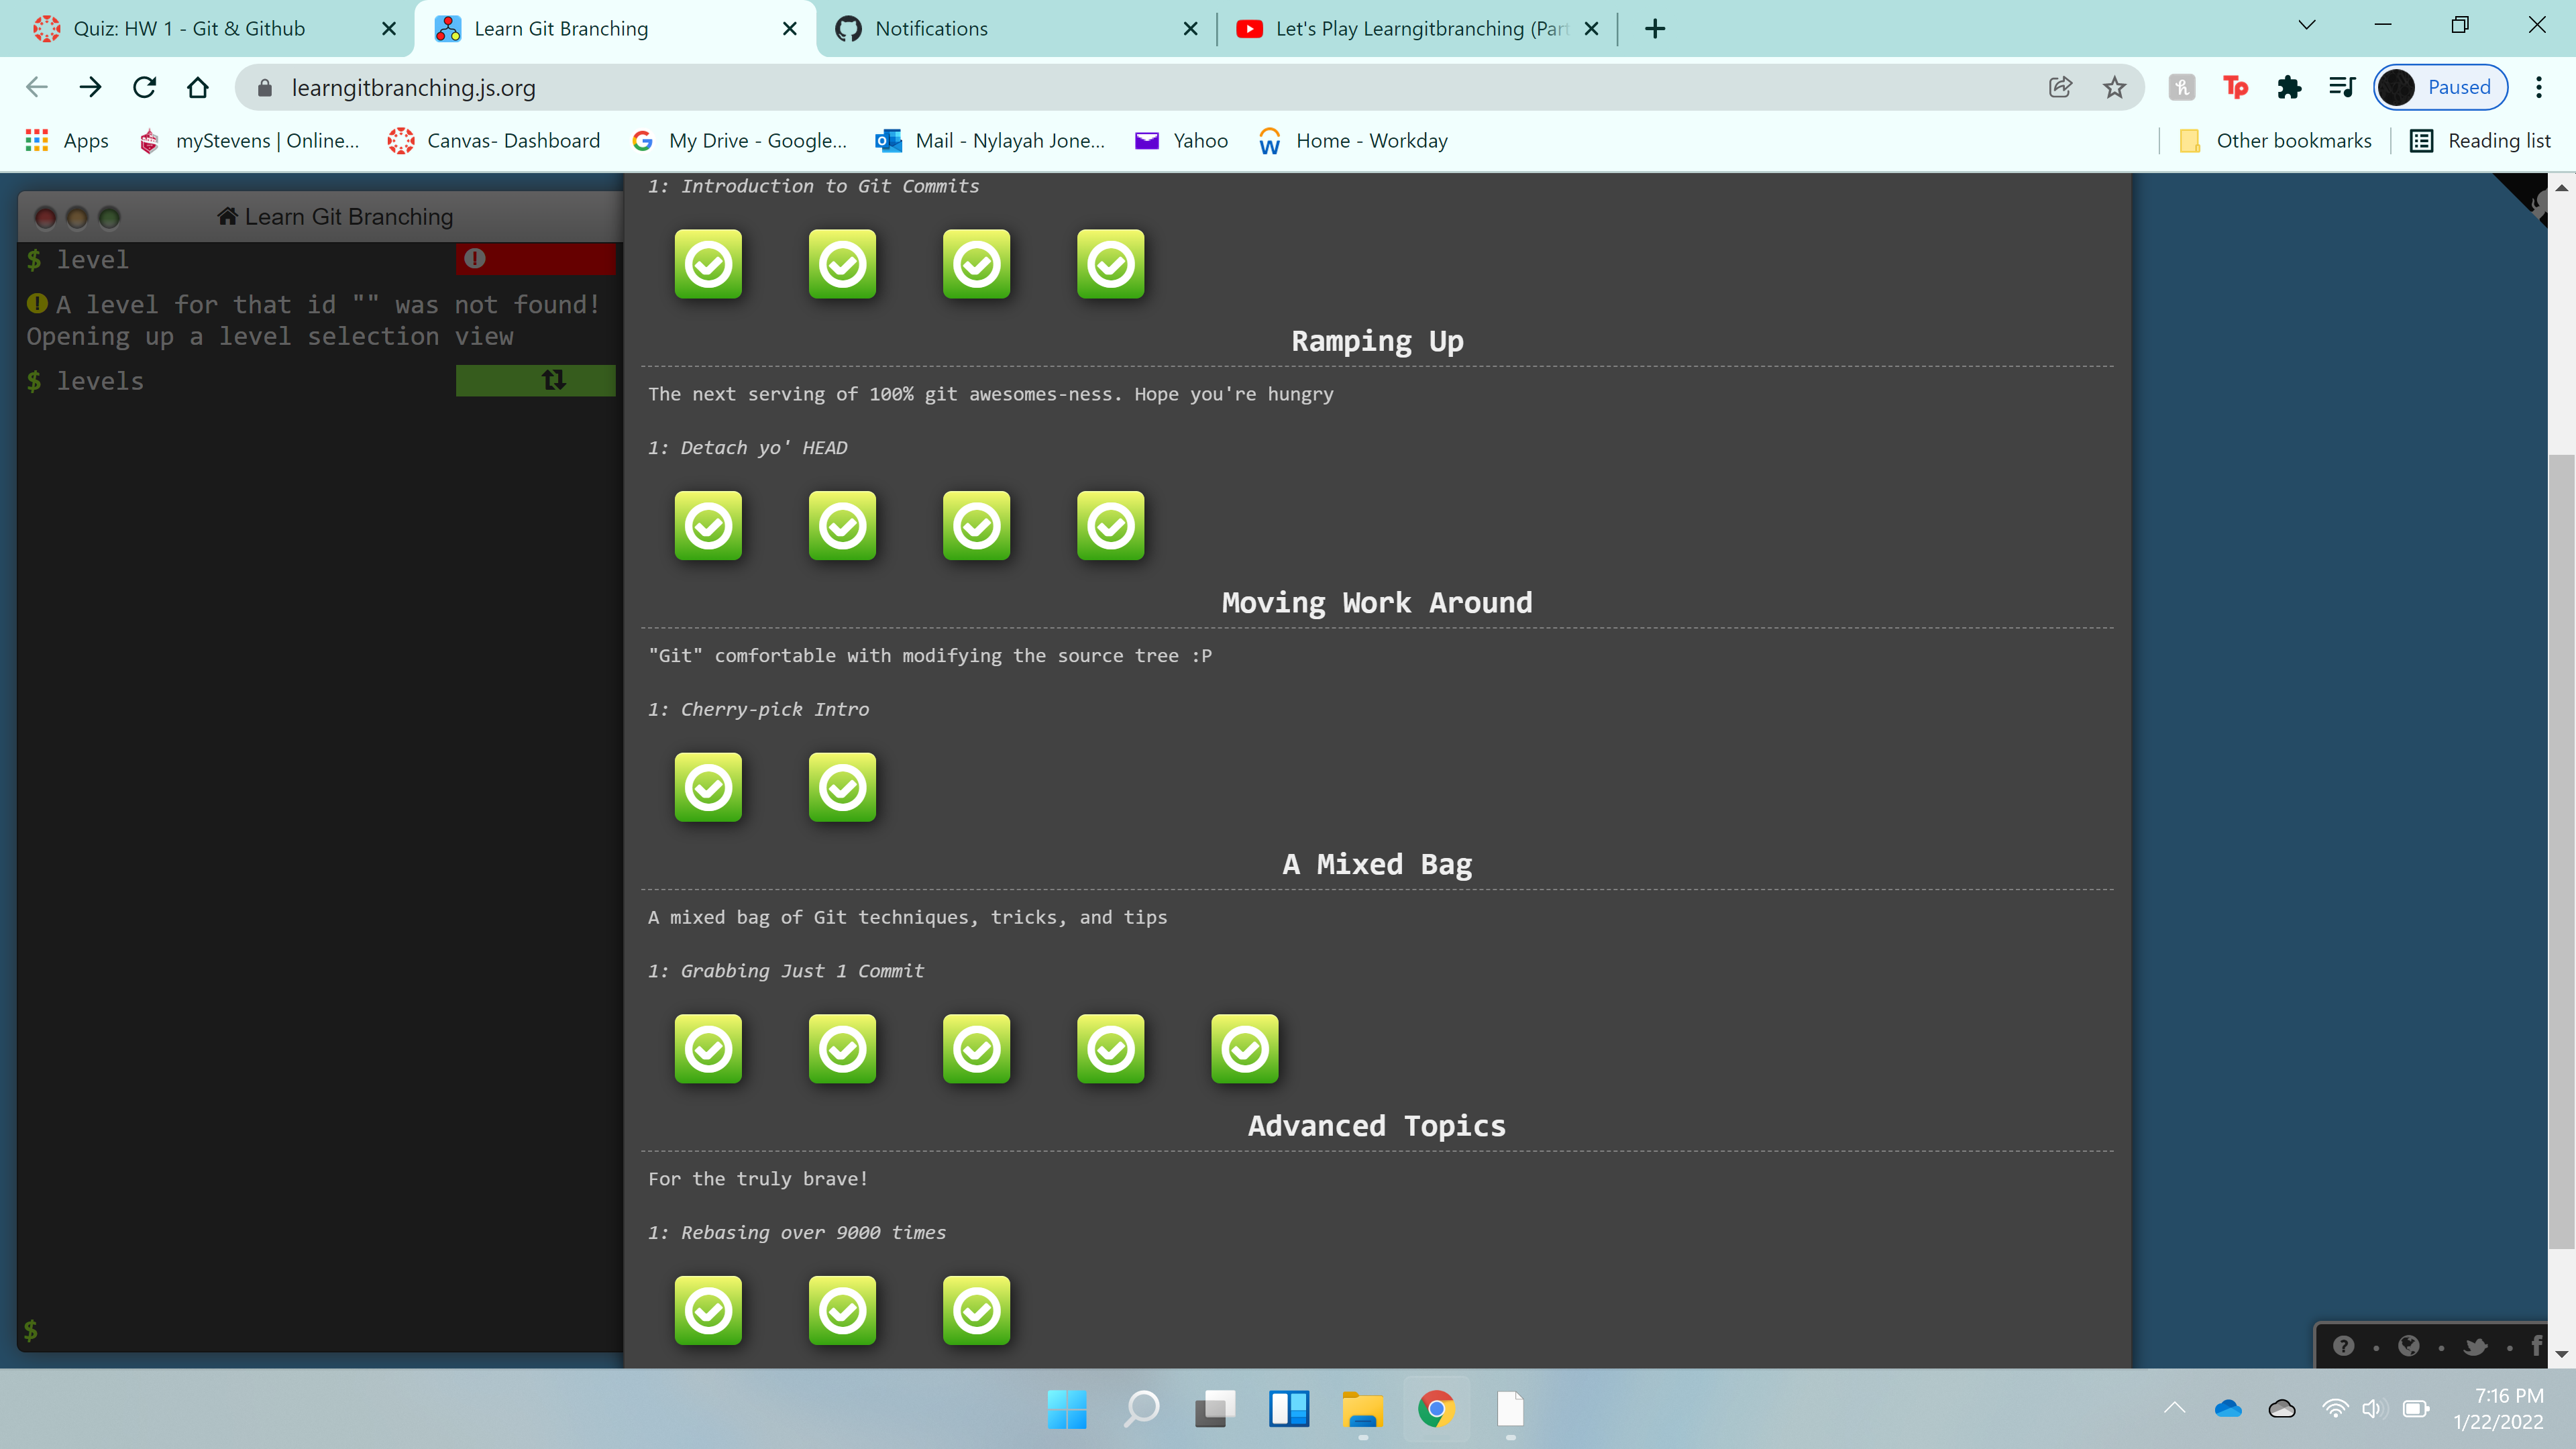 Quiz: HW 1 - Git & Github
Learn Git Branching
Notifications
Let's Play Learngitbranching (Part
learngitbranching.js.org
Paused
Apps
myStevens | Online...
Canvas- Dashboard
My Drive - Google...
Mail - Nylayah Jone...
Yahoo
Home - Workday
Other bookmarks
Reading list
Learn Git Branching
$ level
A level for that id "" was not found!
Opening up a level selection view
$ levels
$
1: Introduction to Git Commits
Ramping Up
The next serving of 100% git awesomes-ness. Hope you're hungry
1: Detach yo' HEAD
Moving Work Around
"Git" comfortable with modifying the source tree :P
1: Cherry-pick Intro
A Mixed Bag
A mixed bag of Git techniques, tricks, and tips
1: Grabbing Just 1 Commit
Advanced Topics
For the truly brave!
1: Rebasing over 9000 times
7:16 PM
1/22/2022